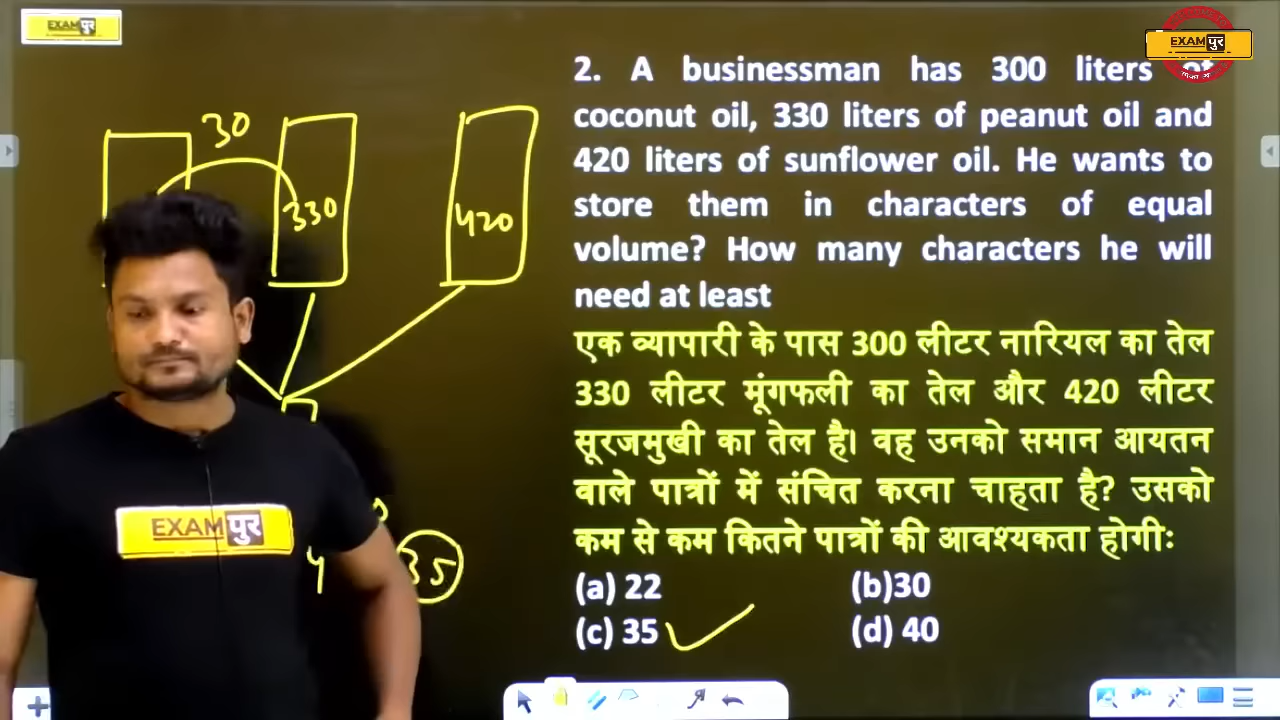 EXAMपुर
EXAMपुर
30
330
420
2. A businessman has 300 liters of
coconut oil, 330 liters of peanut oil and
420 liters of sunflower oil. He wants to
store them in characters of equal
volume? How many characters he will
need at least
एक व्यापारी के पास 300 लीटर नारियल का तेल
330 लीटर मूंगफली का तेल और 420 लीटर
सूरजमुखी का तेल है। वह उनको समान आयतन
वाले पात्रों में संचित करना चाहता है? उसको
कम से कम कितने पात्रों की आवश्यकता होगीः
(a) 22 (b)30
(c) 35 (d) 40
35
EXAMपुर